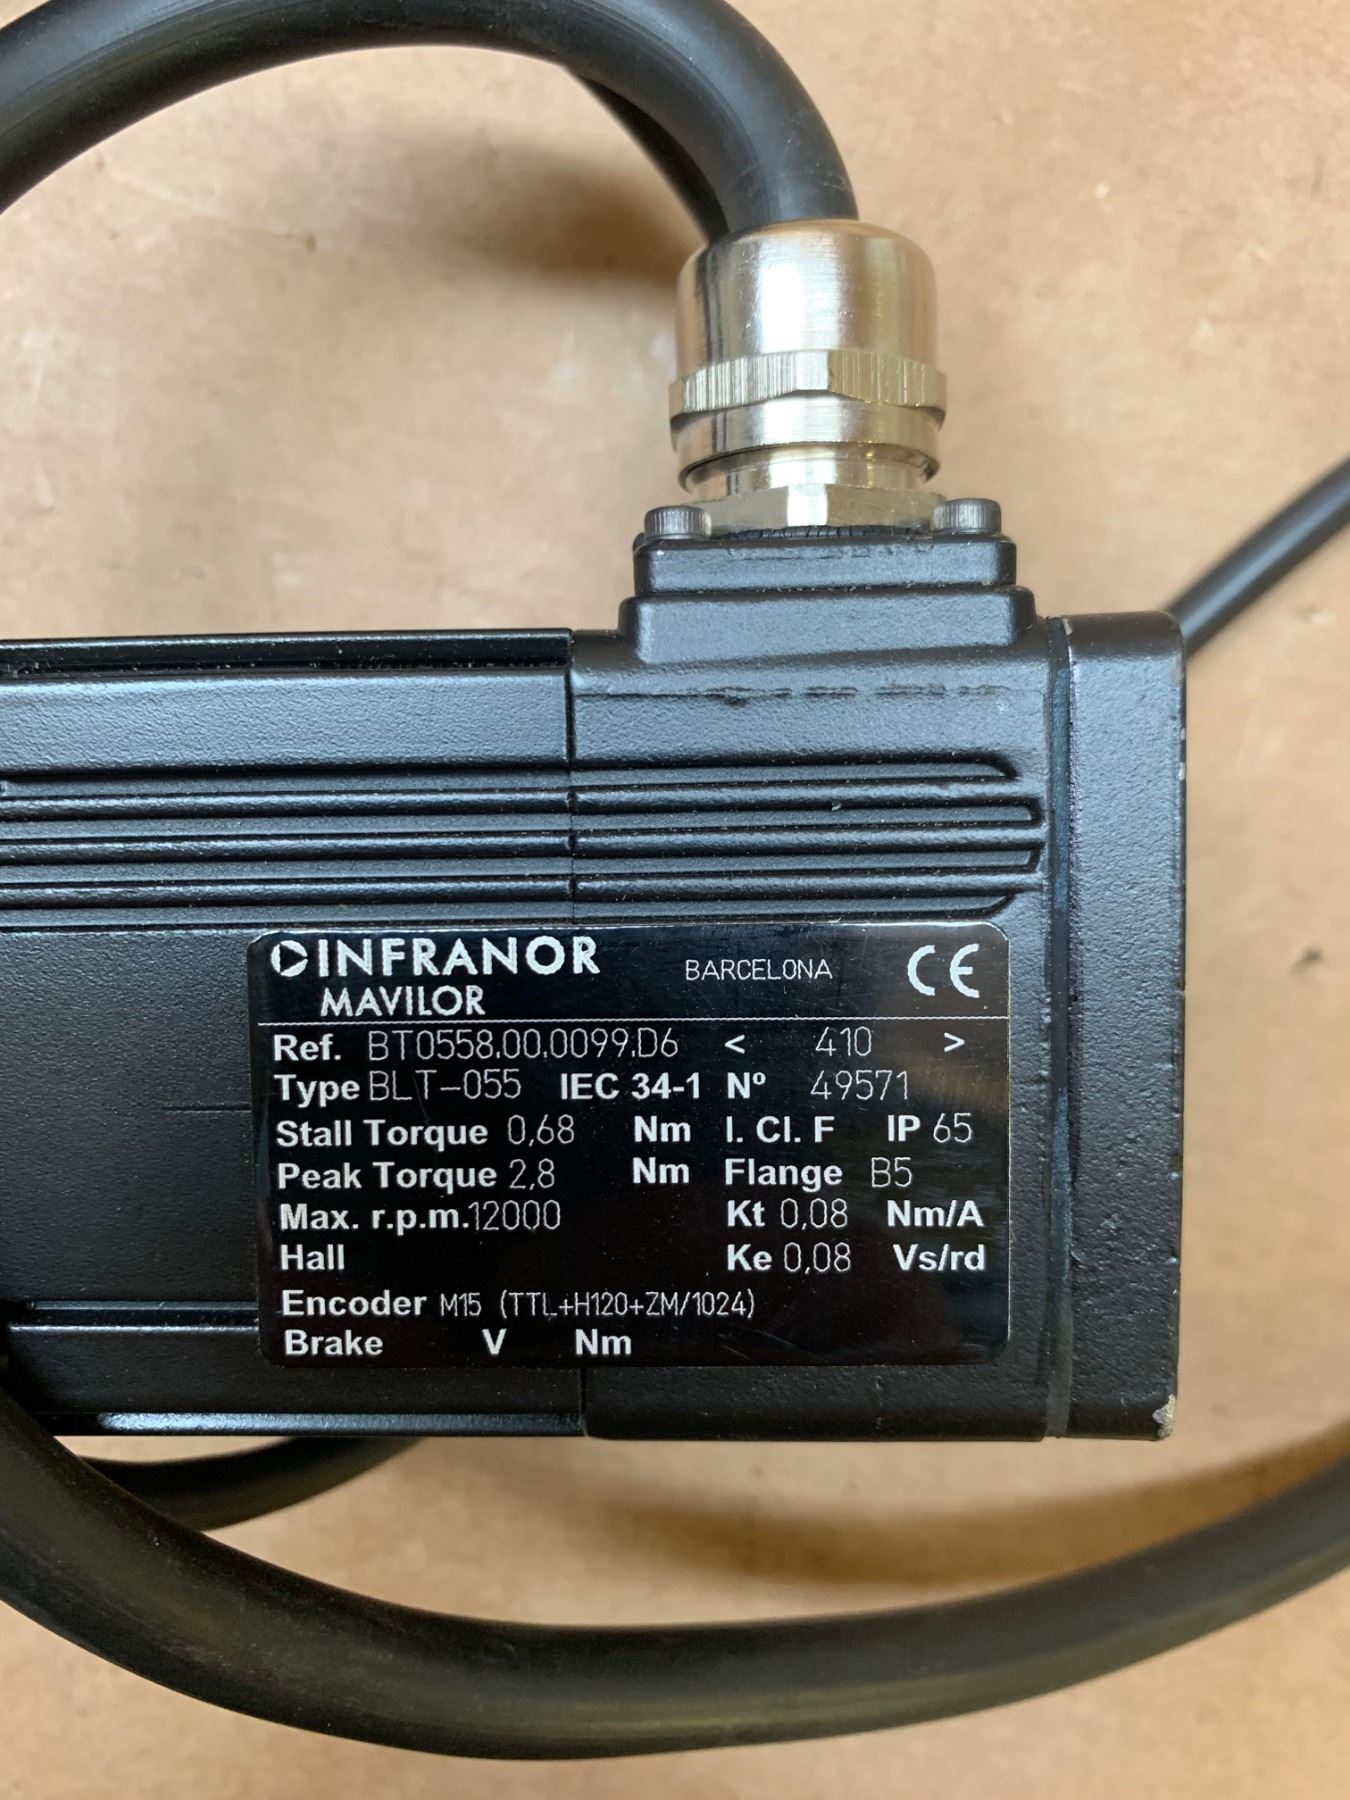 INFRANOR BARCELONA CE
MAVILOR
Ref. BT0558.00.0099.D6 < 410 >
Type BLT-055 IEC 34-1 Nº 49571
Stall Torque 0,68 Nm I. Cl. F IP 65
Peak Torque 2,8 Nm Flange B5
Max. r.p.m. 12000 Kt 0,08 Nm/A
Hall Ke 0,08 Vs/rd
Encoder M15 (TTL+H120+ZM/1024)
Brake V Nm